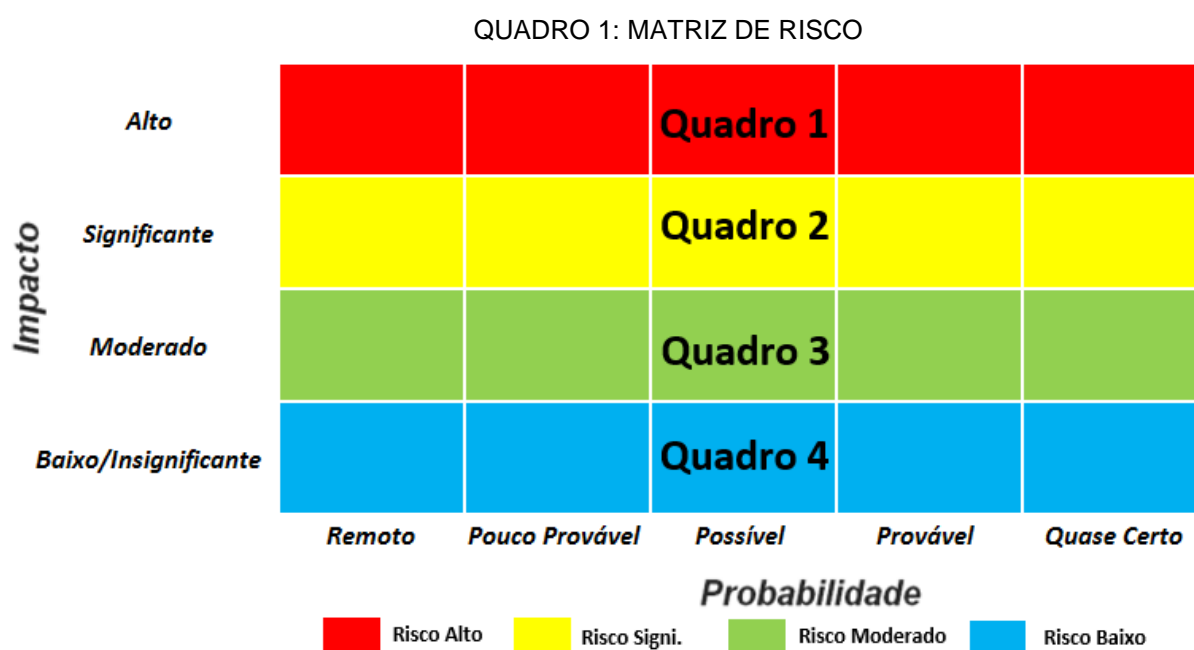 QUADRO 1: MATRIZ DE RISCO
Alto
Quadro 1
Significante
Quadro 2
Impacto
Moderado
Quadro 3
Baixo/Insignificante
Quadro 4
Remoto Pouco Provável Possível Provável Quase Certo
Probabilidade
Risco Alto Risco Signi. Risco Moderado Risco Baixo